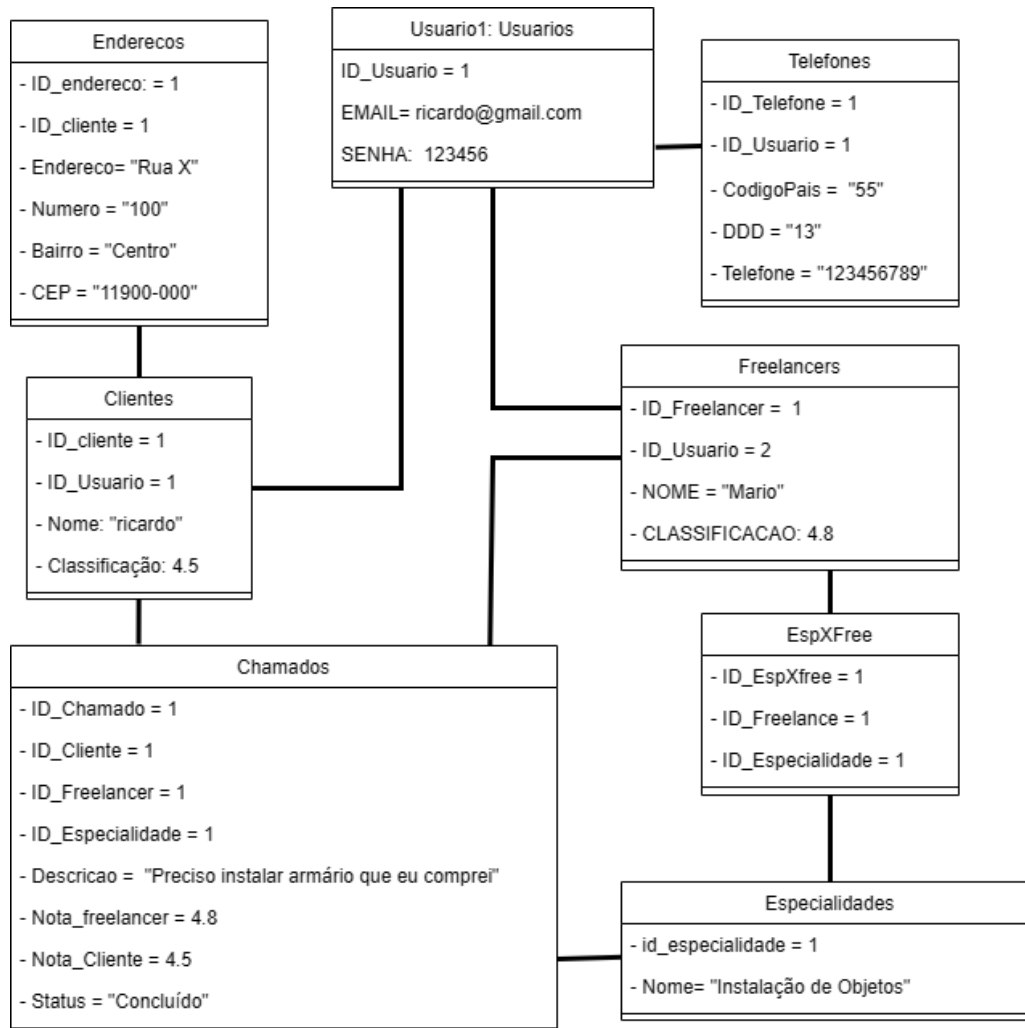 Enderecos
- ID_endereco: = 1
- ID_cliente = 1
- Endereco= "Rua X"
- Numero = "100"
- Bairro = "Centro"
- CEP = "11900-000"
Usuario1: Usuarios
ID_Usuario = 1
EMAIL= ricardo@gmail.com
SENHA:  123456
Telefones
- ID_Telefone = 1
- ID_Usuario = 1
- CodigoPais =  "55"
- DDD = "13"
- Telefone = "123456789"
Clientes
- ID_cliente = 1
- ID_Usuario = 1
- Nome: "ricardo"
- Classificação: 4.5
Freelancers
- ID_Freelancer =  1
- ID_Usuario = 2
- NOME = "Mario"
- CLASSIFICACAO: 4.8
EspXFree
- ID_EspXfree = 1
- ID_Freelance = 1
- ID_Especialidade = 1
Chamados
- ID_Chamado = 1
- ID_Cliente = 1
- ID_Freelancer = 1
- ID_Especialidade = 1
- Descricao =  "Preciso instalar armário que eu comprei"
- Nota_freelancer = 4.8
- Nota_Cliente = 4.5
- Status = "Concluído"
Especialidades
- id_especialidade = 1
- Nome= "Instalação de Objetos"